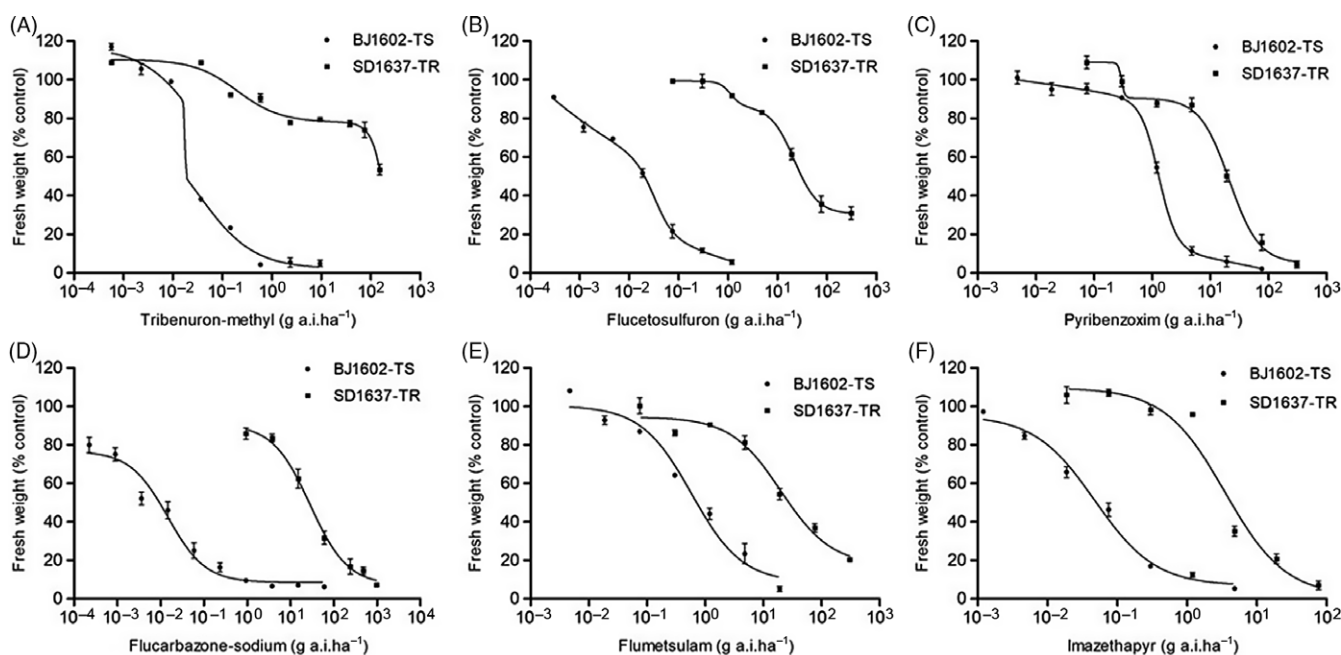 (A)
120
100
80
60
40
20
0
Fresh weight (% control)
BJ1602-TS
SD1637-TR
10⁻⁴ 10⁻³ 10⁻² 10⁻¹ 10⁰ 10¹ 10² 10³
Tribenuron-methyl (g a.i.ha⁻¹)
(B)
120
100
80
60
40
20
0
Fresh weight (% control)
BJ1602-TS
SD1637-TR
10⁻⁴ 10⁻³ 10⁻² 10⁻¹ 10⁰ 10¹ 10² 10³
Flucetosulfuron (g a.i.ha⁻¹)
(C)
120
100
80
60
40
20
0
Fresh weight (% control)
BJ1602-TS
SD1637-TR
10⁻³ 10⁻² 10⁻¹ 10⁰ 10¹ 10² 10³
Pyribenzoxim (g a.i.ha⁻¹)
(D)
120
100
80
60
40
20
0
Fresh weight (% control)
BJ1602-TS
SD1637-TR
10⁻⁴ 10⁻³ 10⁻² 10⁻¹ 10⁰ 10¹ 10² 10³ 10⁴
Flucarbazone-sodium (g a.i.ha⁻¹)
(E)
120
100
80
60
40
20
0
Fresh weight (% control)
BJ1602-TS
SD1637-TR
10⁻³ 10⁻² 10⁻¹ 10⁰ 10¹ 10² 10³
Flumetsulam (g a.i.ha⁻¹)
(F)
120
100
80
60
40
20
0
Fresh weight (% control)
BJ1602-TS
SD1637-TR
10⁻³ 10⁻² 10⁻¹ 10⁰ 10¹ 10²
Imazethapyr (g a.i.ha⁻¹)